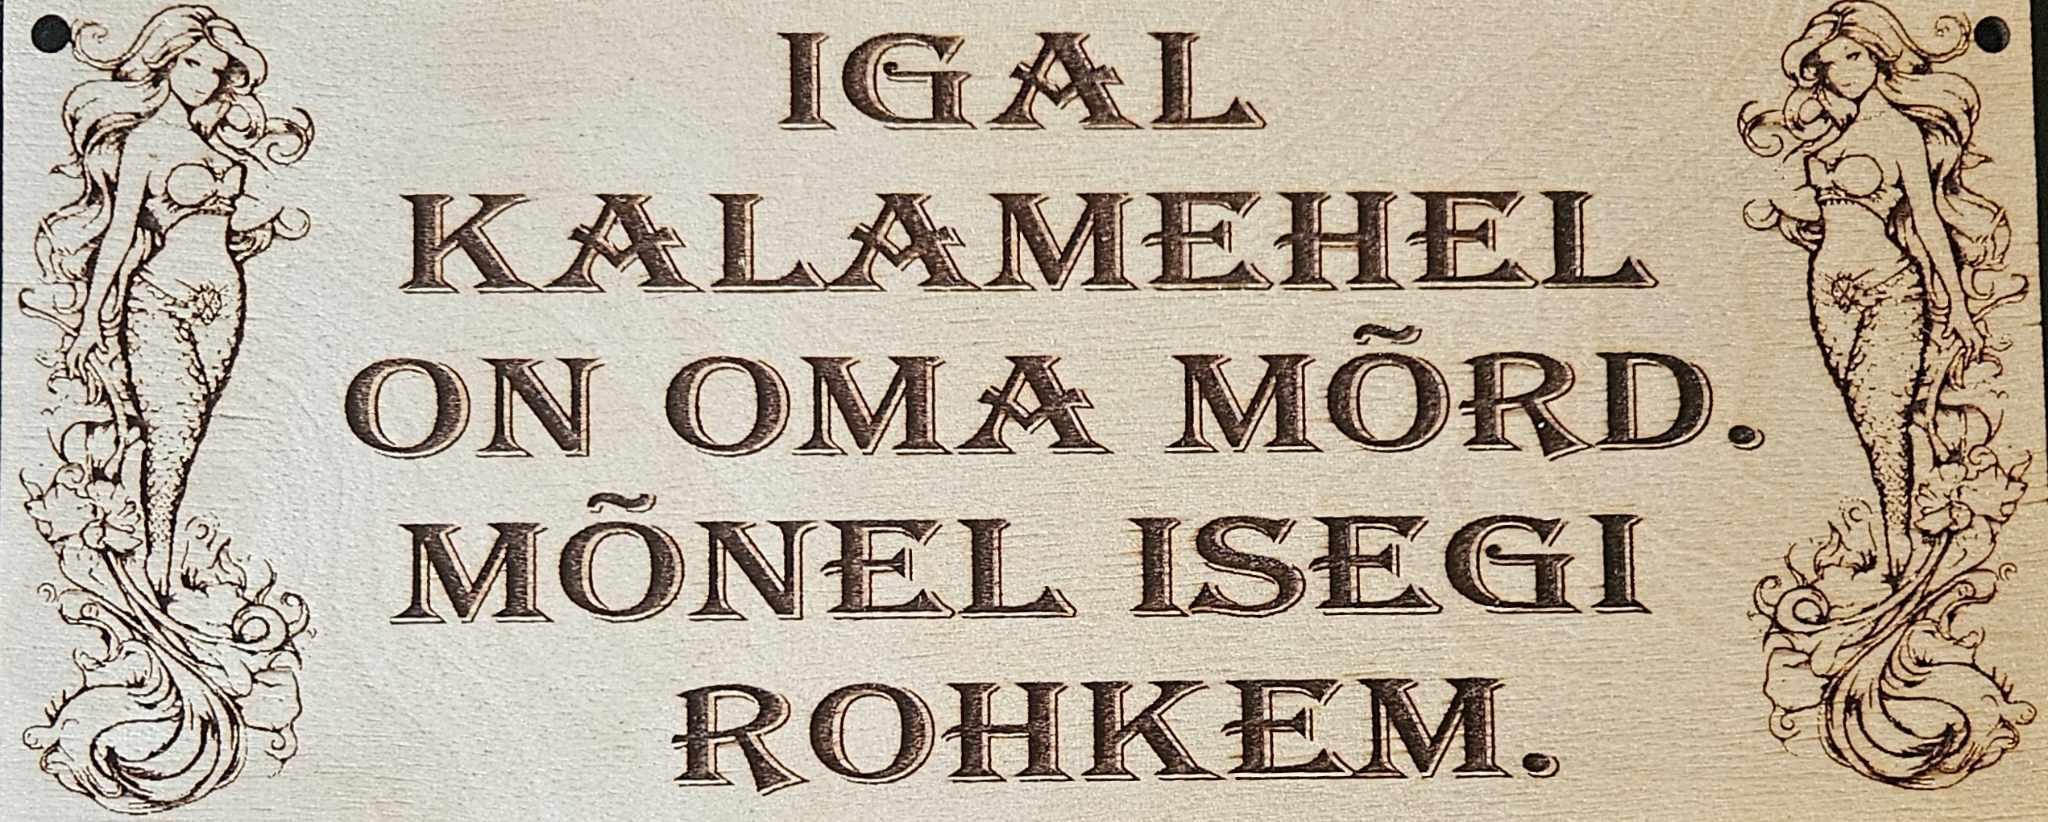 IGAL
KALAMEHEL
ON OMA MÕRD.
MÕNEL ISEGI
ROHKEM.